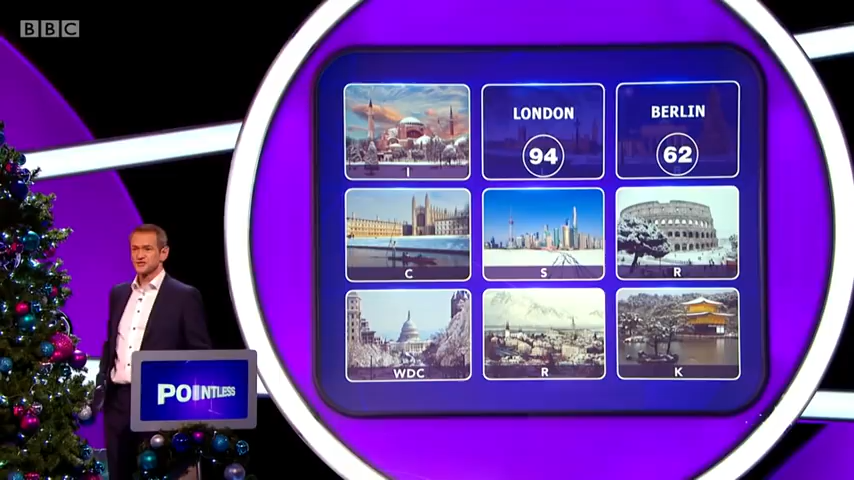 BBC
LONDON
94
BERLIN
62
I
C
S
R
WDC
R
K
POINTLESS